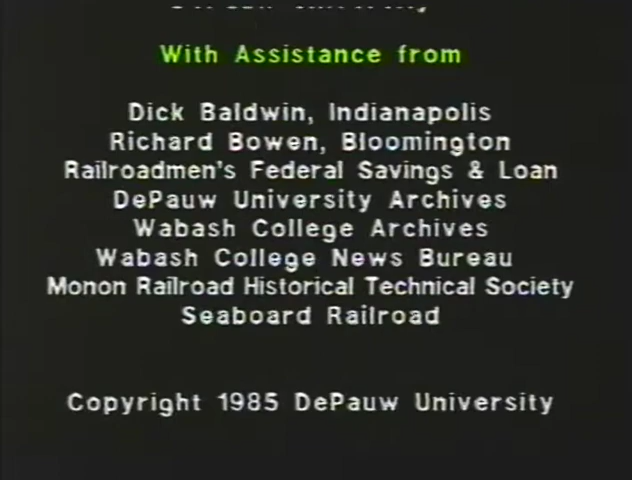 With Assistance from
Dick Baldwin, Indianapolis
Richard Bowen, Bloomington
Railroadmen's Federal Savings & Loan
DePauw University Archives
Wabash College Archives
Wabash College News Bureau
Monon Railroad Historical Technical Society
Seaboard Railroad
Copyright 1985 DePauw University